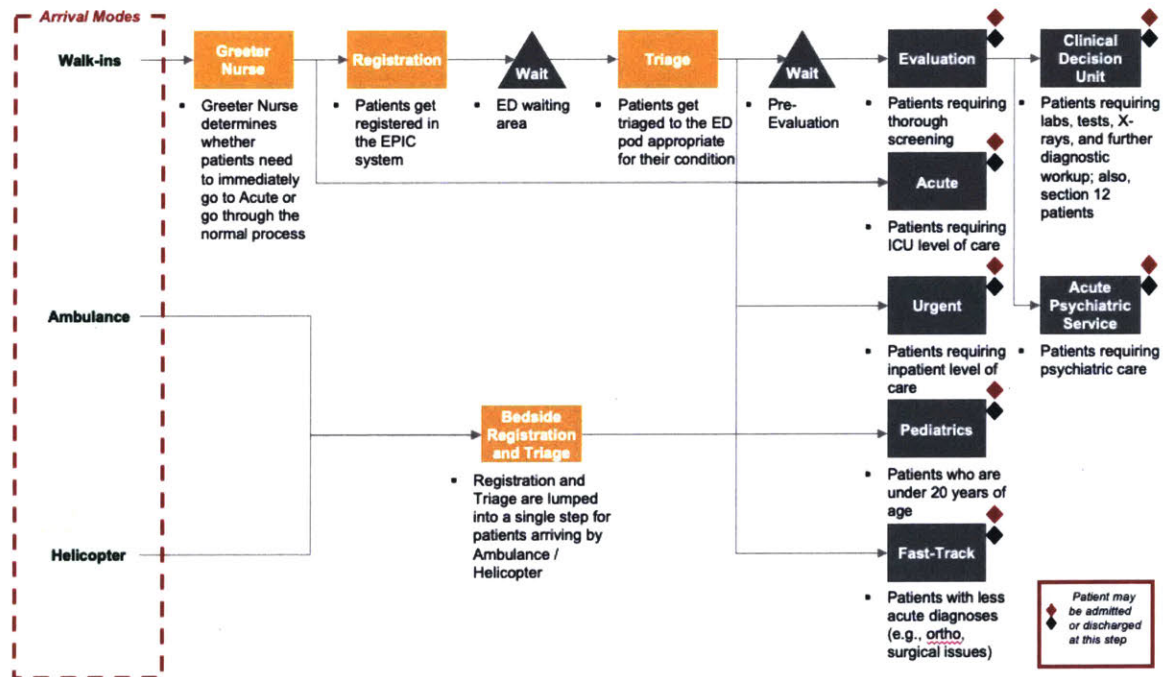 Arrival Modes
Walk-ins
Ambulance
Helicopter
Greeter
Nurse
▪ Greeter Nurse
determines
whether
patients need
to immediately
go to Acute or
go through the
normal process
Registration
▪ Patients get
registered in
the EPIC
system
Wait
▪ ED waiting
area
Triage
▪ Patients get
triaged to the ED
pod appropriate
for their condition
Wait
▪ Pre-
Evaluation
Evaluation
▪ Patients requiring
thorough
screening
Clinical
Decision
Unit
▪ Patients requiring
labs, tests, X-
rays, and further
diagnostic
workup; also,
section 12
patients
Acute
▪ Patients requiring
ICU level of care
Urgent
▪ Patients requiring
inpatient level of
care
Acute
Psychiatric
Service
▪ Patients requiring
psychiatric care
Bedside
Registration
and Triage
▪ Registration and
Triage are lumped
into a single step for
patients arriving by
Ambulance /
Helicopter
Pediatrics
▪ Patients who are
under 20 years of
age
Fast-Track
▪ Patients with less
acute diagnoses
(e.g., ortho,
surgical issues)
Patient may
be admitted
or discharged
at this step